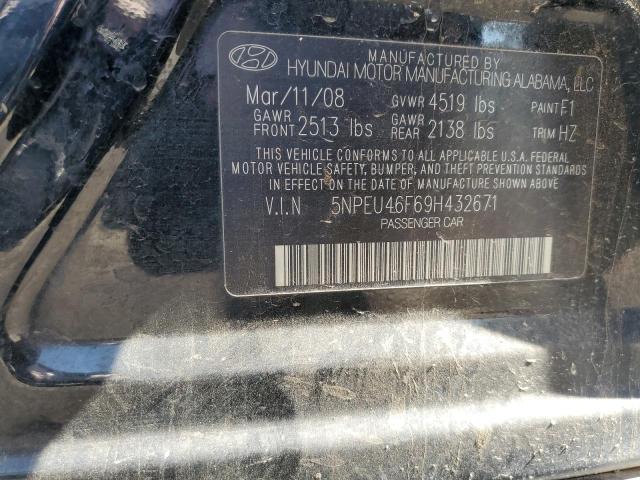 MANUFACTURED BY
HYUNDAI MOTOR MANUFACTURING ALABAMA, LLC
Mar/11/08 GVWR 4519 lbs PAINT F1
GAWR FRONT 2513 lbs GAWR REAR 2138 lbs TRIM HZ
THIS VEHICLE CONFORMS TO ALL APPLICABLE U.S.A. FEDERAL
MOTOR VEHICLE SAFETY, BUMPER, AND THEFT PREVENTION
STANDARDS IN EFFECT ON THE DATE OF MANUFACTURE SHOWN ABOVE.
V.I.N 5NPEU46F69H432671
PASSENGER CAR